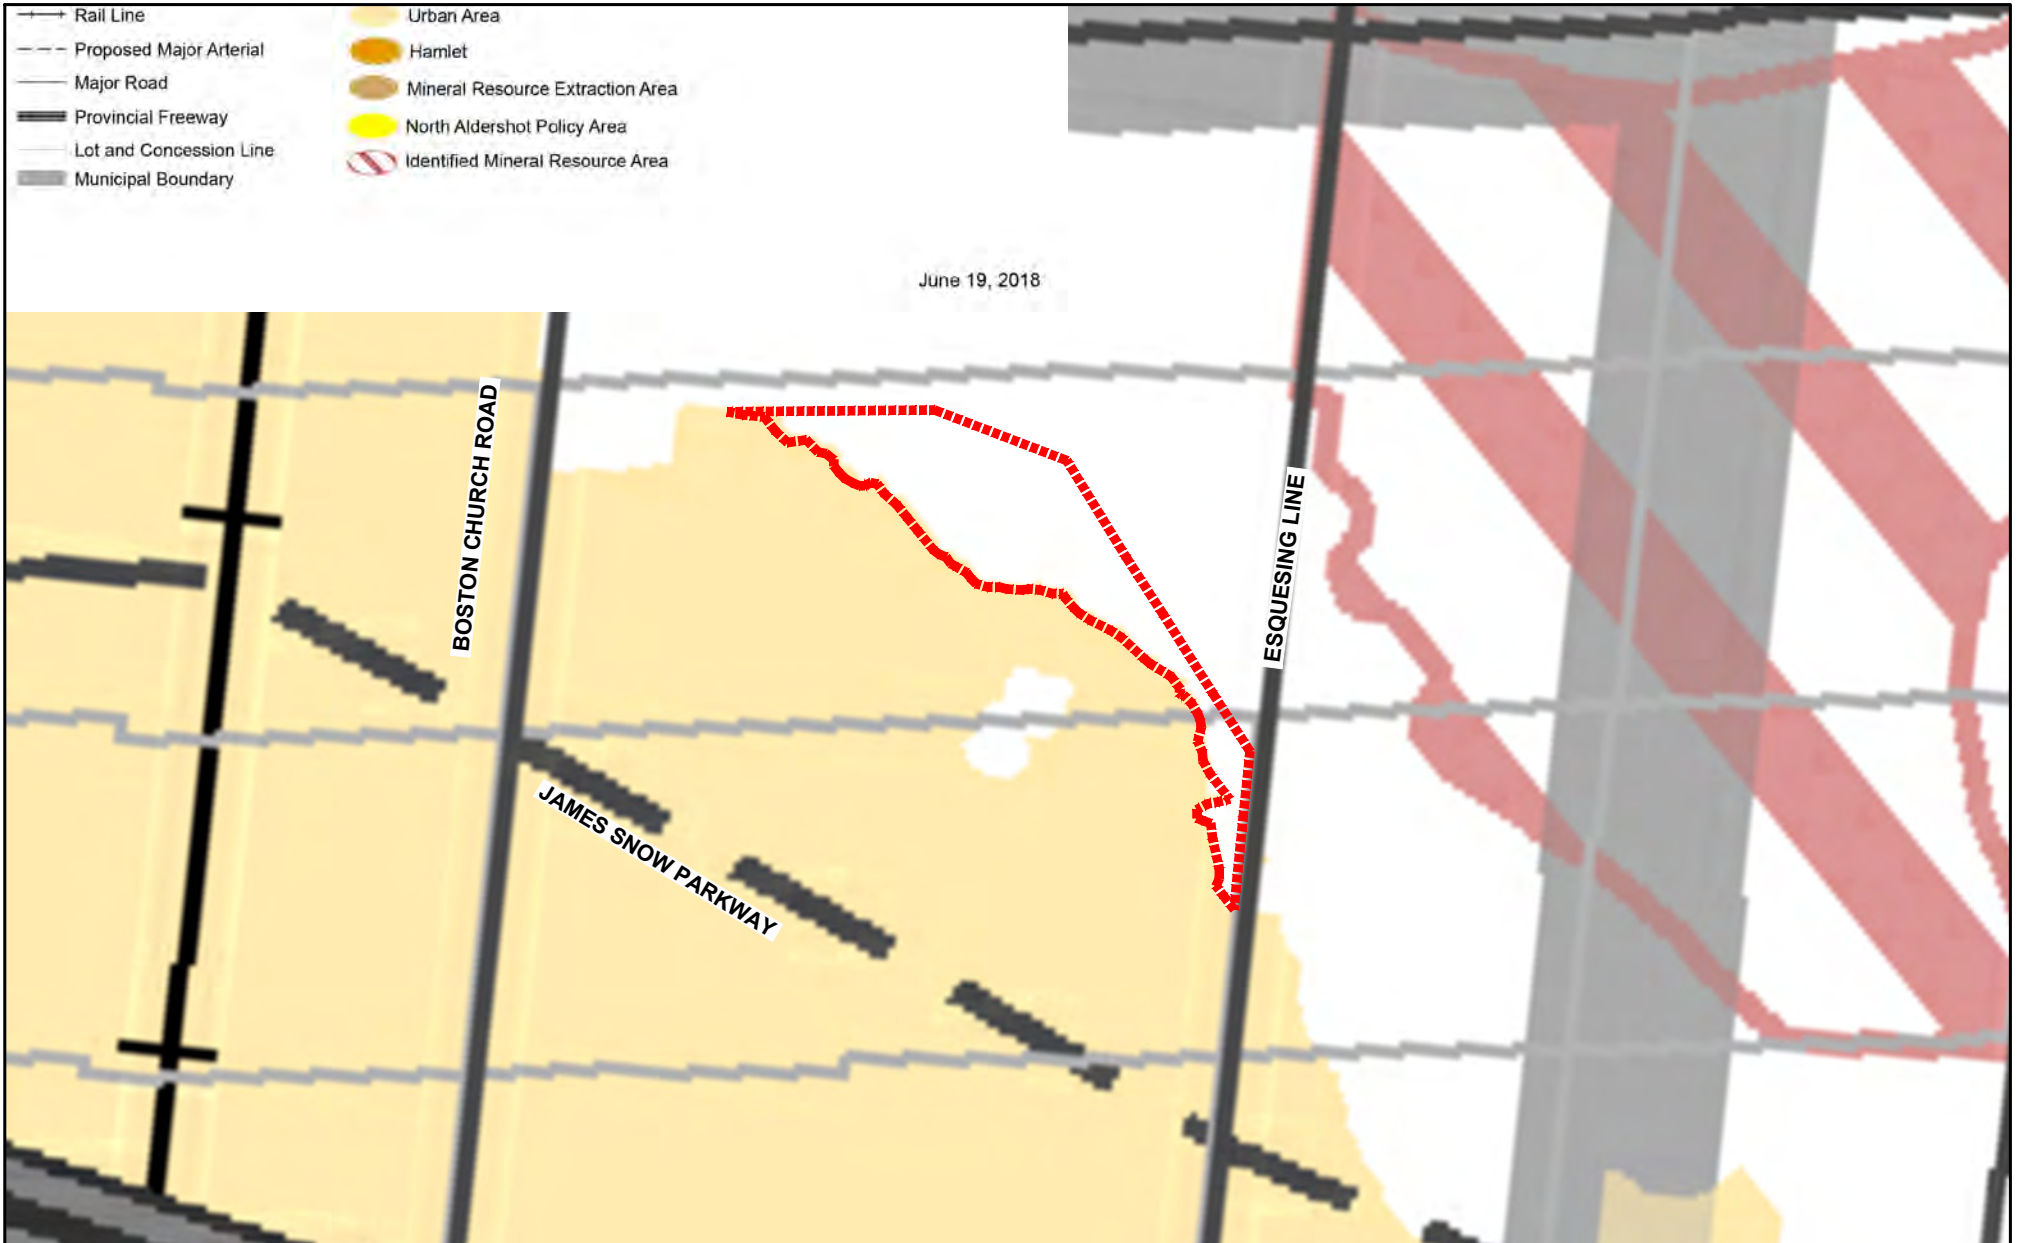 Rail Line
Proposed Major Arterial
Major Road
Provincial Freeway
Lot and Concession Line
Municipal Boundary
Urban Area
Hamlet
Mineral Resource Extraction Area
North Aldershot Policy Area
Identified Mineral Resource Area
June 19, 2018
BOSTON CHURCH ROAD
ESQUESING LINE
JAMES SNOW PARKWAY